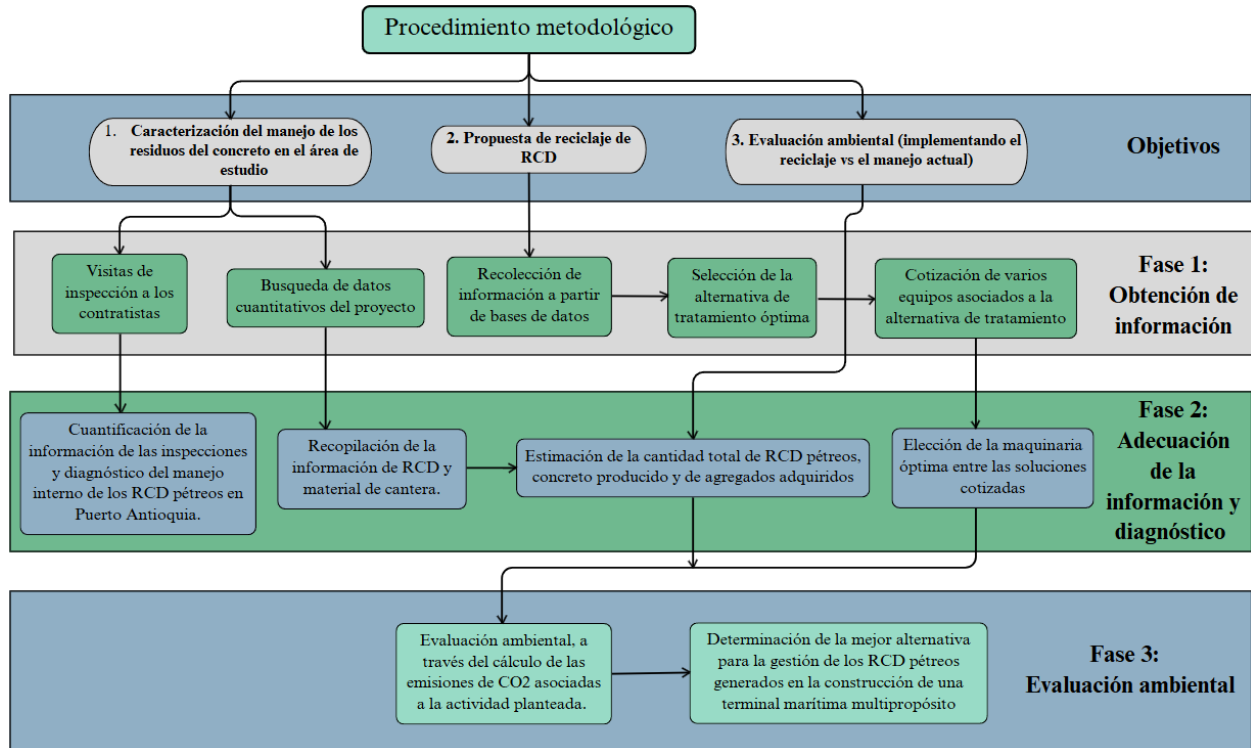 Procedimiento metodológico
1. Caracterización del manejo de los
residuos del concreto en el área de
estudio
2. Propuesta de reciclaje de
RCD
3. Evaluación ambiental (implementando el
reciclaje vs el manejo actual)
Objetivos
Visitas de
inspección a los
contratistas
Busqueda de datos
cuantitativos del proyecto
Recolección de
información a partir
de bases de datos
Selección de la
alternativa de
tratamiento óptima
Cotización de varios
equipos asociados a la
alternativa de tratamiento
Fase 1:
Obtención de
información
Cuantificación de la
información de las inspecciones
y diagnóstico del manejo
interno de los RCD pétreos en
Puerto Antioquia.
Recopilación de la
información de RCD y
material de cantera.
Estimación de la cantidad total de RCD pétreos,
concreto producido y de agregados adquiridos
Elección de la maquinaria
óptima entre las soluciones
cotizadas
Fase 2:
Adecuación
de la
información y
diagnóstico
Evaluación ambiental, a
través del cálculo de las
emisiones de CO2 asociadas
a la actividad planteada.
Determinación de la mejor alternativa
para la gestión de los RCD pétreos
generados en la construcción de una
terminal marítima multipropósito
Fase 3:
Evaluación ambiental